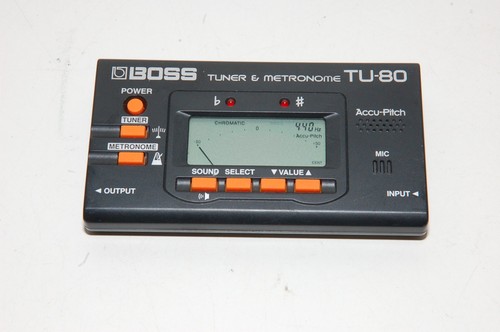 BOSS TUNER & METRONOME TU-80
POWER
♭ ♯
TUNER
CHROMATIC 440Hz
Accu-Pitch
Accu-Pitch
METRONOME
MIC
SOUND SELECT ▼ VALUE ▲
◄ OUTPUT
INPUT ◄